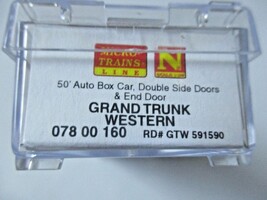 MICRO-
TRAINS
LINE
N
50' Auto Box Car, Double Side Doors
& End Door
GRAND TRUNK
WESTERN
078 00 160 RD# GTW 591590